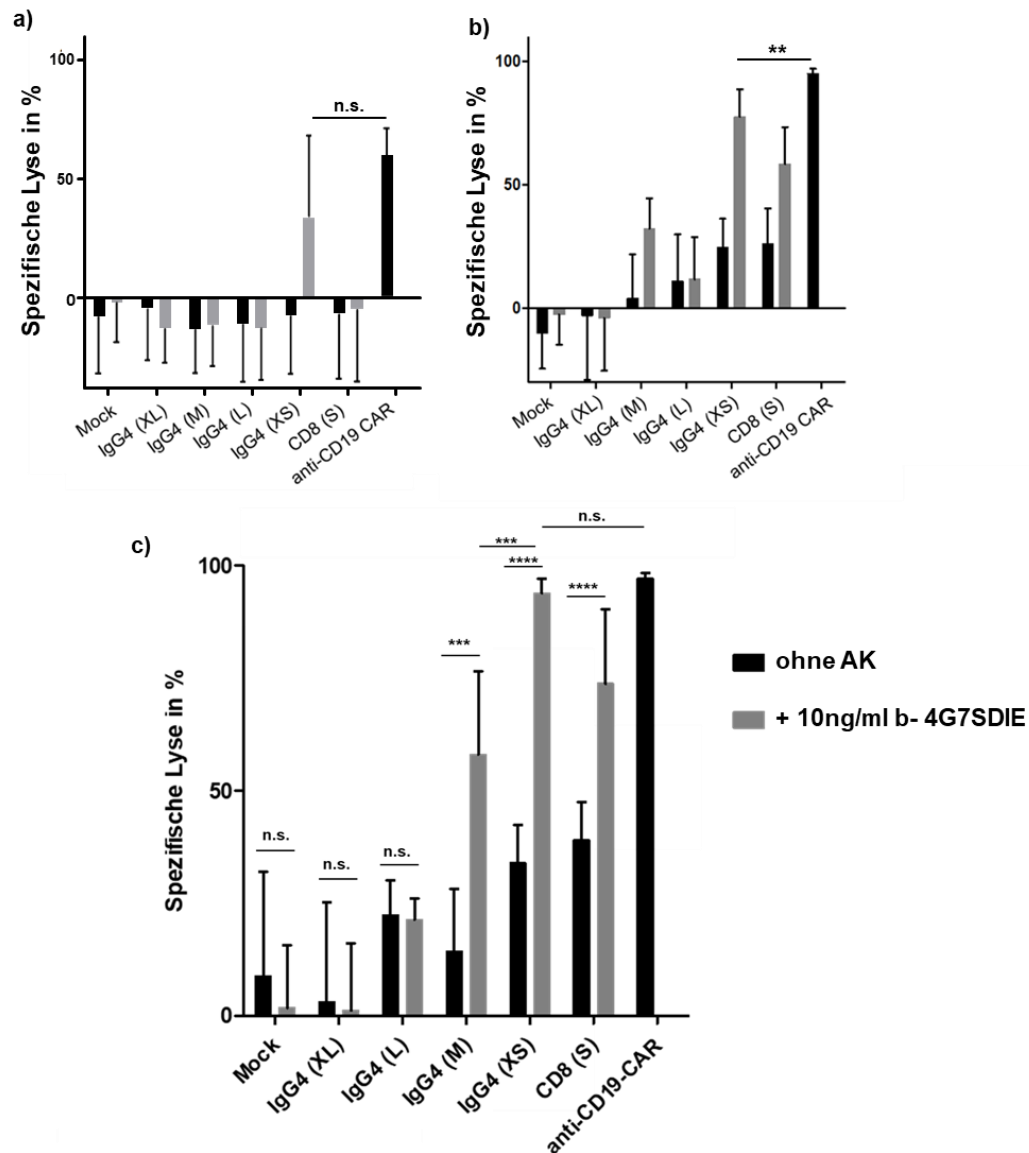 a)
Spezifische Lyse in %
100
50
0
n.s.
Mock
IgG4 (XL)
IgG4 (M)
IgG4 (L)
IgG4 (XS)
CD8 (S)
anti-CD19 CAR
b)
Spezifische Lyse in %
100
50
0
**
Mock
IgG4 (XL)
IgG4 (M)
IgG4 (L)
IgG4 (XS)
CD8 (S)
anti-CD19 CAR
c)
Spezifische Lyse in %
100
50
0
n.s.
n.s.
n.s.
***
***
****
****
n.s.
Mock
IgG4 (XL)
IgG4 (L)
IgG4 (M)
IgG4 (XS)
CD8 (S)
anti-CD19-CAR
ohne AK
+ 10ng/ml b- 4G7SDIE